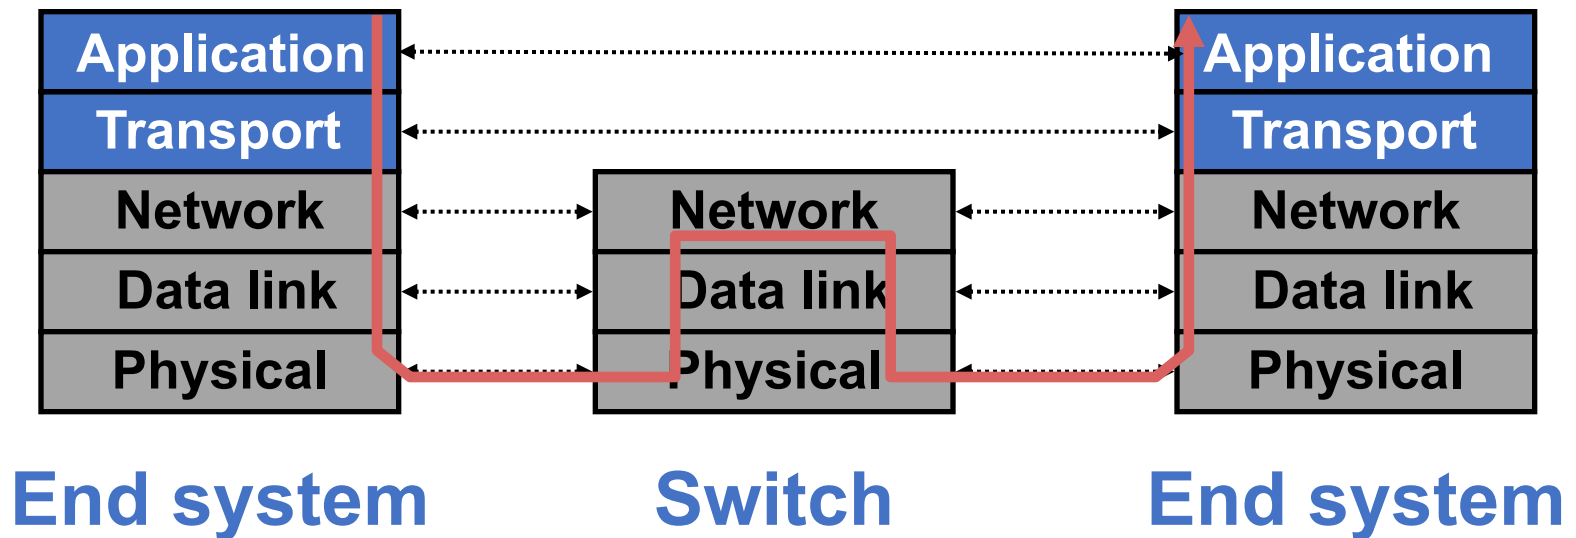 Application
Transport
Network
Data link
Physical
End system
Network
Data link
Physical
Switch
Application
Transport
Network
Data link
Physical
End system